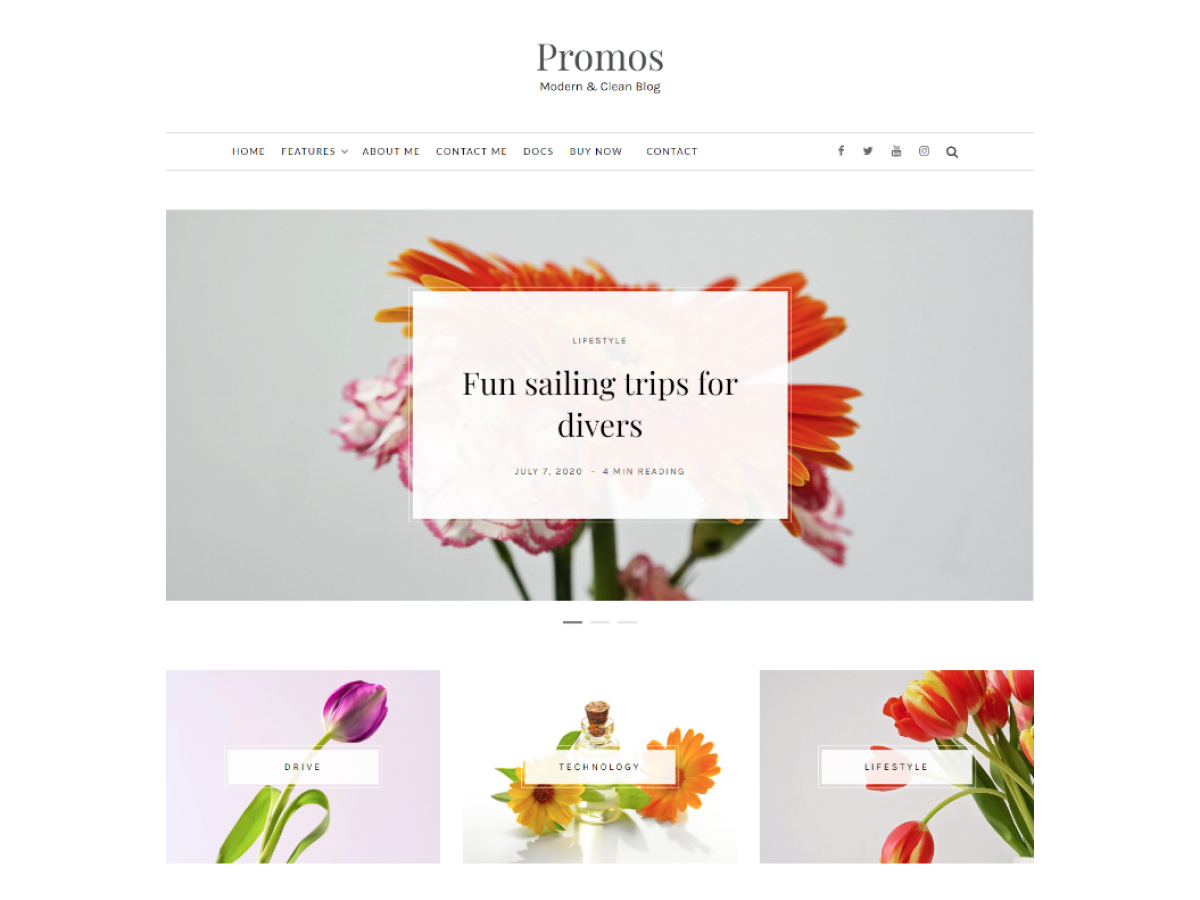 Promos
Modern & Clean Blog
HOME FEATURES ABOUT ME CONTACT ME DOCS BUY NOW CONTACT
LIFESTYLE
Fun sailing trips for
divers
JULY 7, 2020 - 4 MIN READING
DRIVE TECHNOLOGY LIFESTYLE